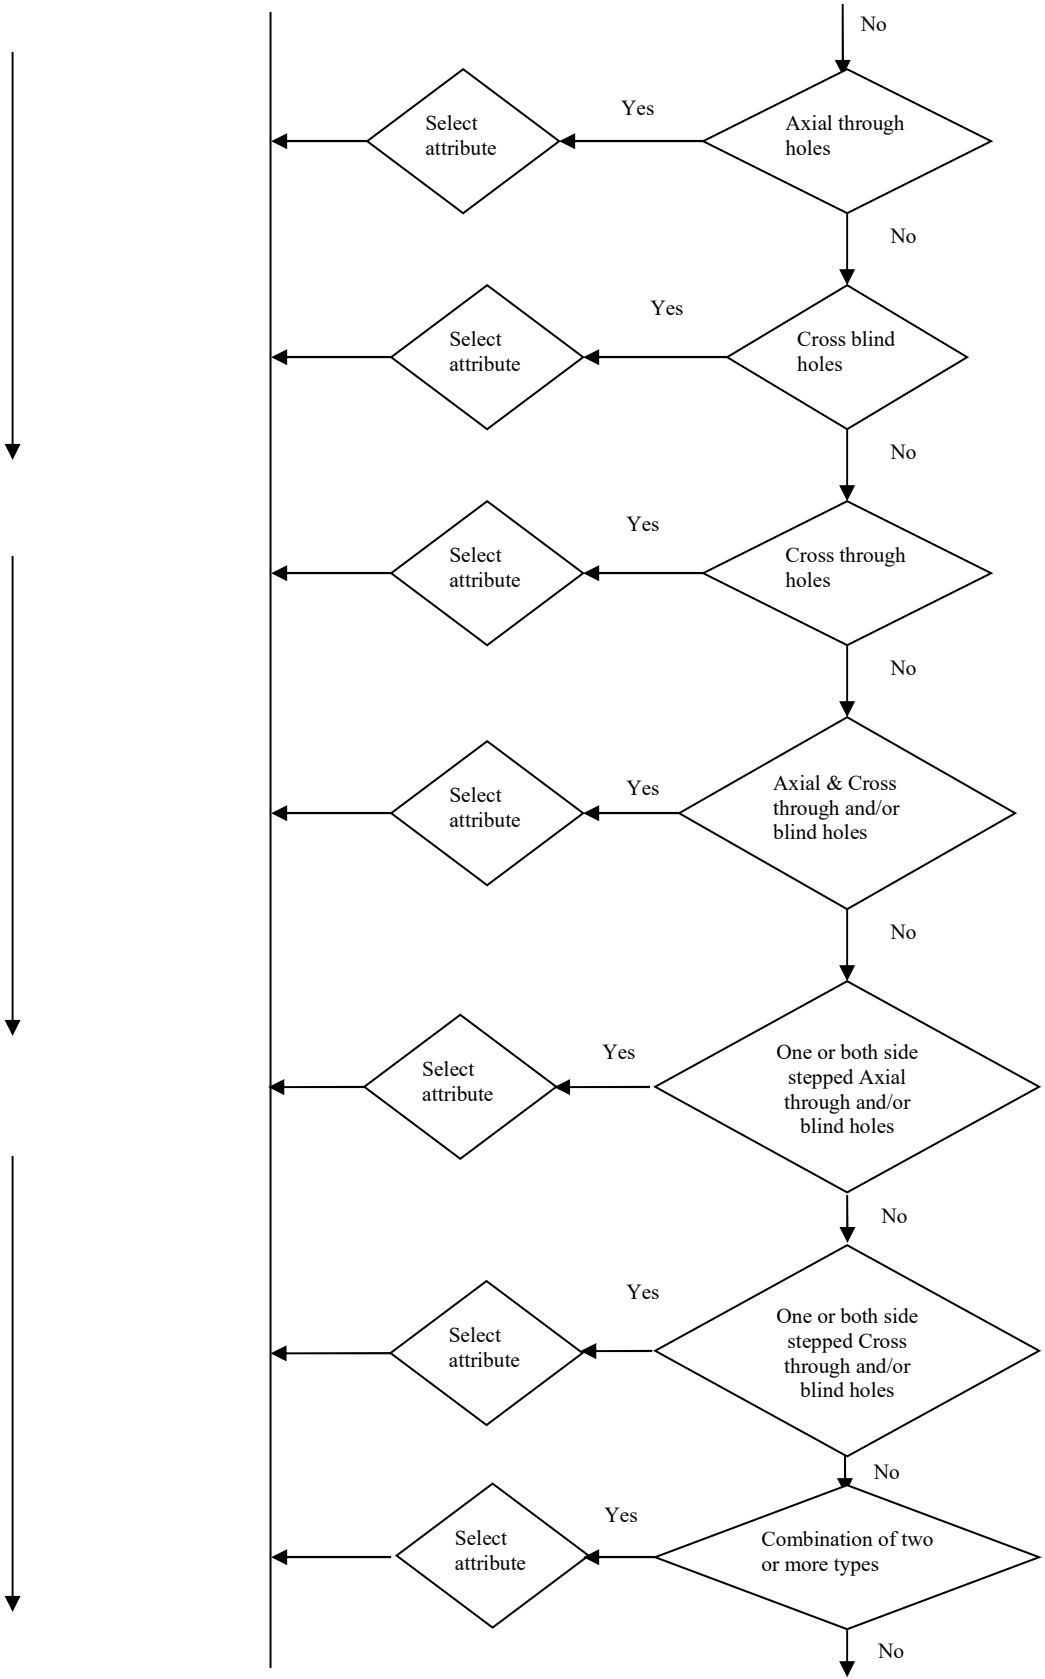 No
Yes
Select
attribute
Axial through
holes
No
Yes
Select
attribute
Cross blind
holes
No
Yes
Select
attribute
Cross through
holes
No
Yes
Select
attribute
Axial & Cross
through and/or
blind holes
No
Yes
Select
attribute
One or both side
stepped Axial
through and/or
blind holes
No
Yes
Select
attribute
One or both side
stepped Cross
through and/or
blind holes
No
Yes
Select
attribute
Combination of two
or more types
No